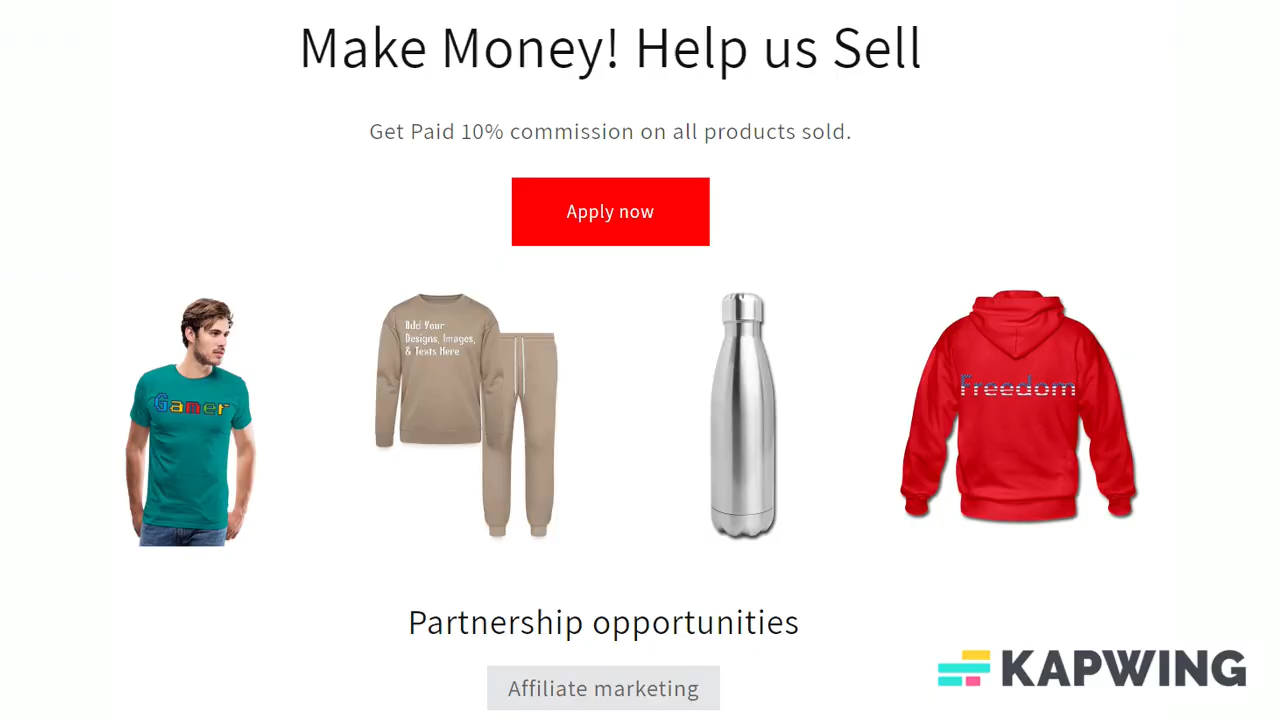 Make Money! Help us Sell
Get Paid 10% commission on all products sold.
Apply now
Gamer
Add Your
Designs, Images,
& Texts Here
Freedom
Partnership opportunities
Affiliate marketing
KAPWING